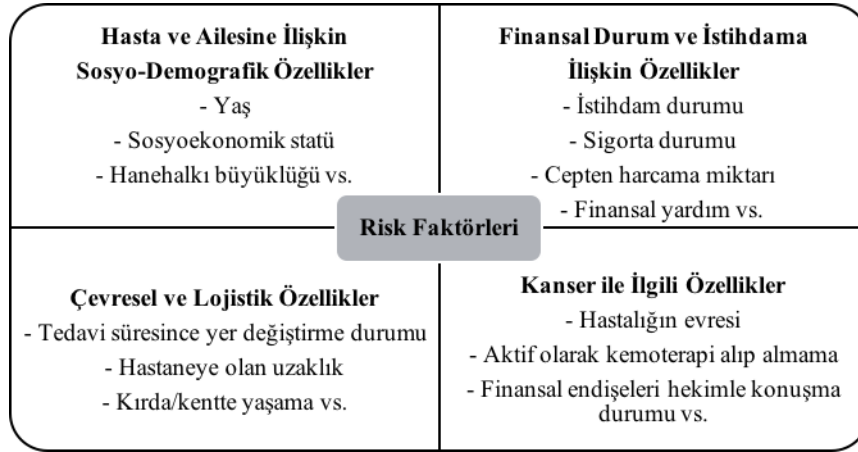 Hasta ve Ailesine İlişkin
Sosyo-Demografik Özellikler
- Yaş
- Sosyoekonomik statü
- Hanehalkı büyüklüğü vs.
Finansal Durum ve İstihdama
İlişkin Özellikler
- İstihdam durumu
- Sigorta durumu
- Cepten harcama miktarı
- Finansal yardım vs.
Risk Faktörleri
Çevresel ve Lojistik Özellikler
- Tedavi süresince yer değiştirme durumu
- Hastaneye olan uzaklık
- Kırda/kentte yaşama vs.
Kanser ile İlgili Özellikler
- Hastalığın evresi
- Aktif olarak kemoterapi alıp almama
- Finansal endişeleri hekimle konuşma
durumu vs.